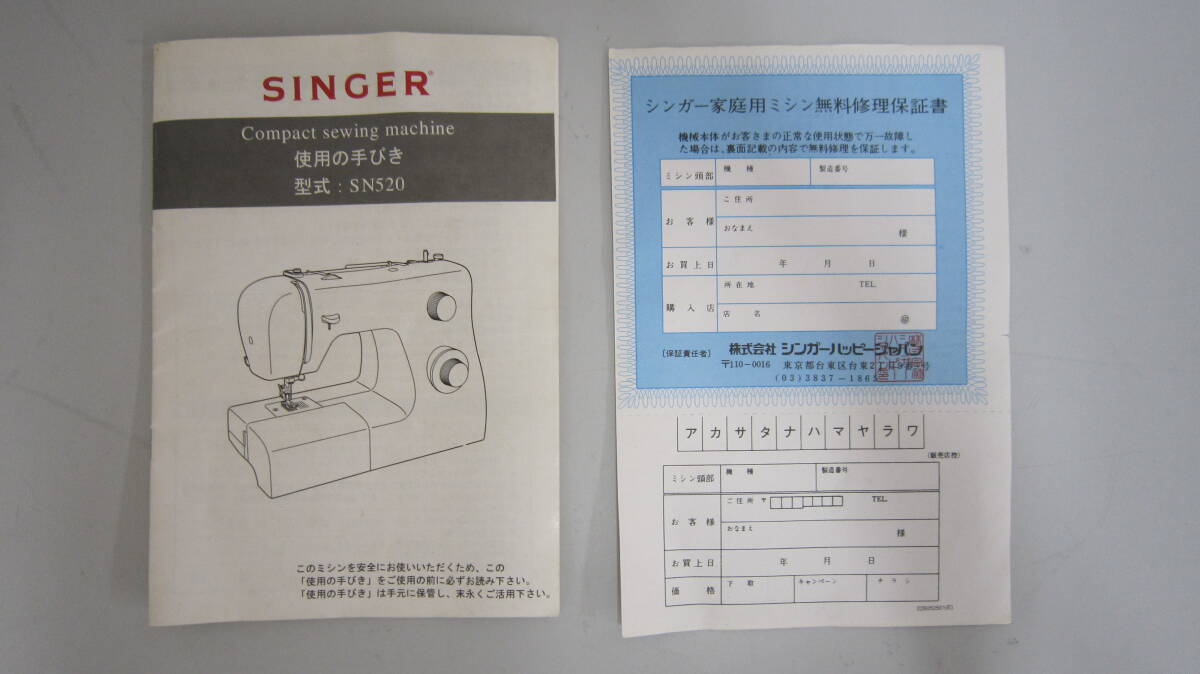 SINGER®
Compact sewing machine
使用の手びき
型式：SN520
このミシンを安全にお使いいただくため、この
「使用の手びき」をご使用の前に必ずお読み下さい。
「使用の手びき」は手元に保管し、末永くご活用下さい。
シンガー家庭用ミシン無料修理保証書
機械本体がお客さまの正常な使用状態で万一故障し
た場合は、裏面記載の内容で無料修理を保証します。
ミシン頭部 機種 製造番号
お客様 ご住所
おなまえ 様
お買上日 年 月 日
購入店 所在地 TEL.
店名 ㊞
〔保証責任者〕 株式会社 シンガーハッピージャパン
〒110-0016 東京都台東区台東2丁目 号
(03)3837-1865
ア カ サ タ ナ ハ マ ヤ ラ ワ
(販売店控)
ミシン頭部 機種 製造番号
お客様 ご住所 〒 TEL.
おなまえ 様
お買上日 年 月 日
価格 下取 キャンペーン チラシ